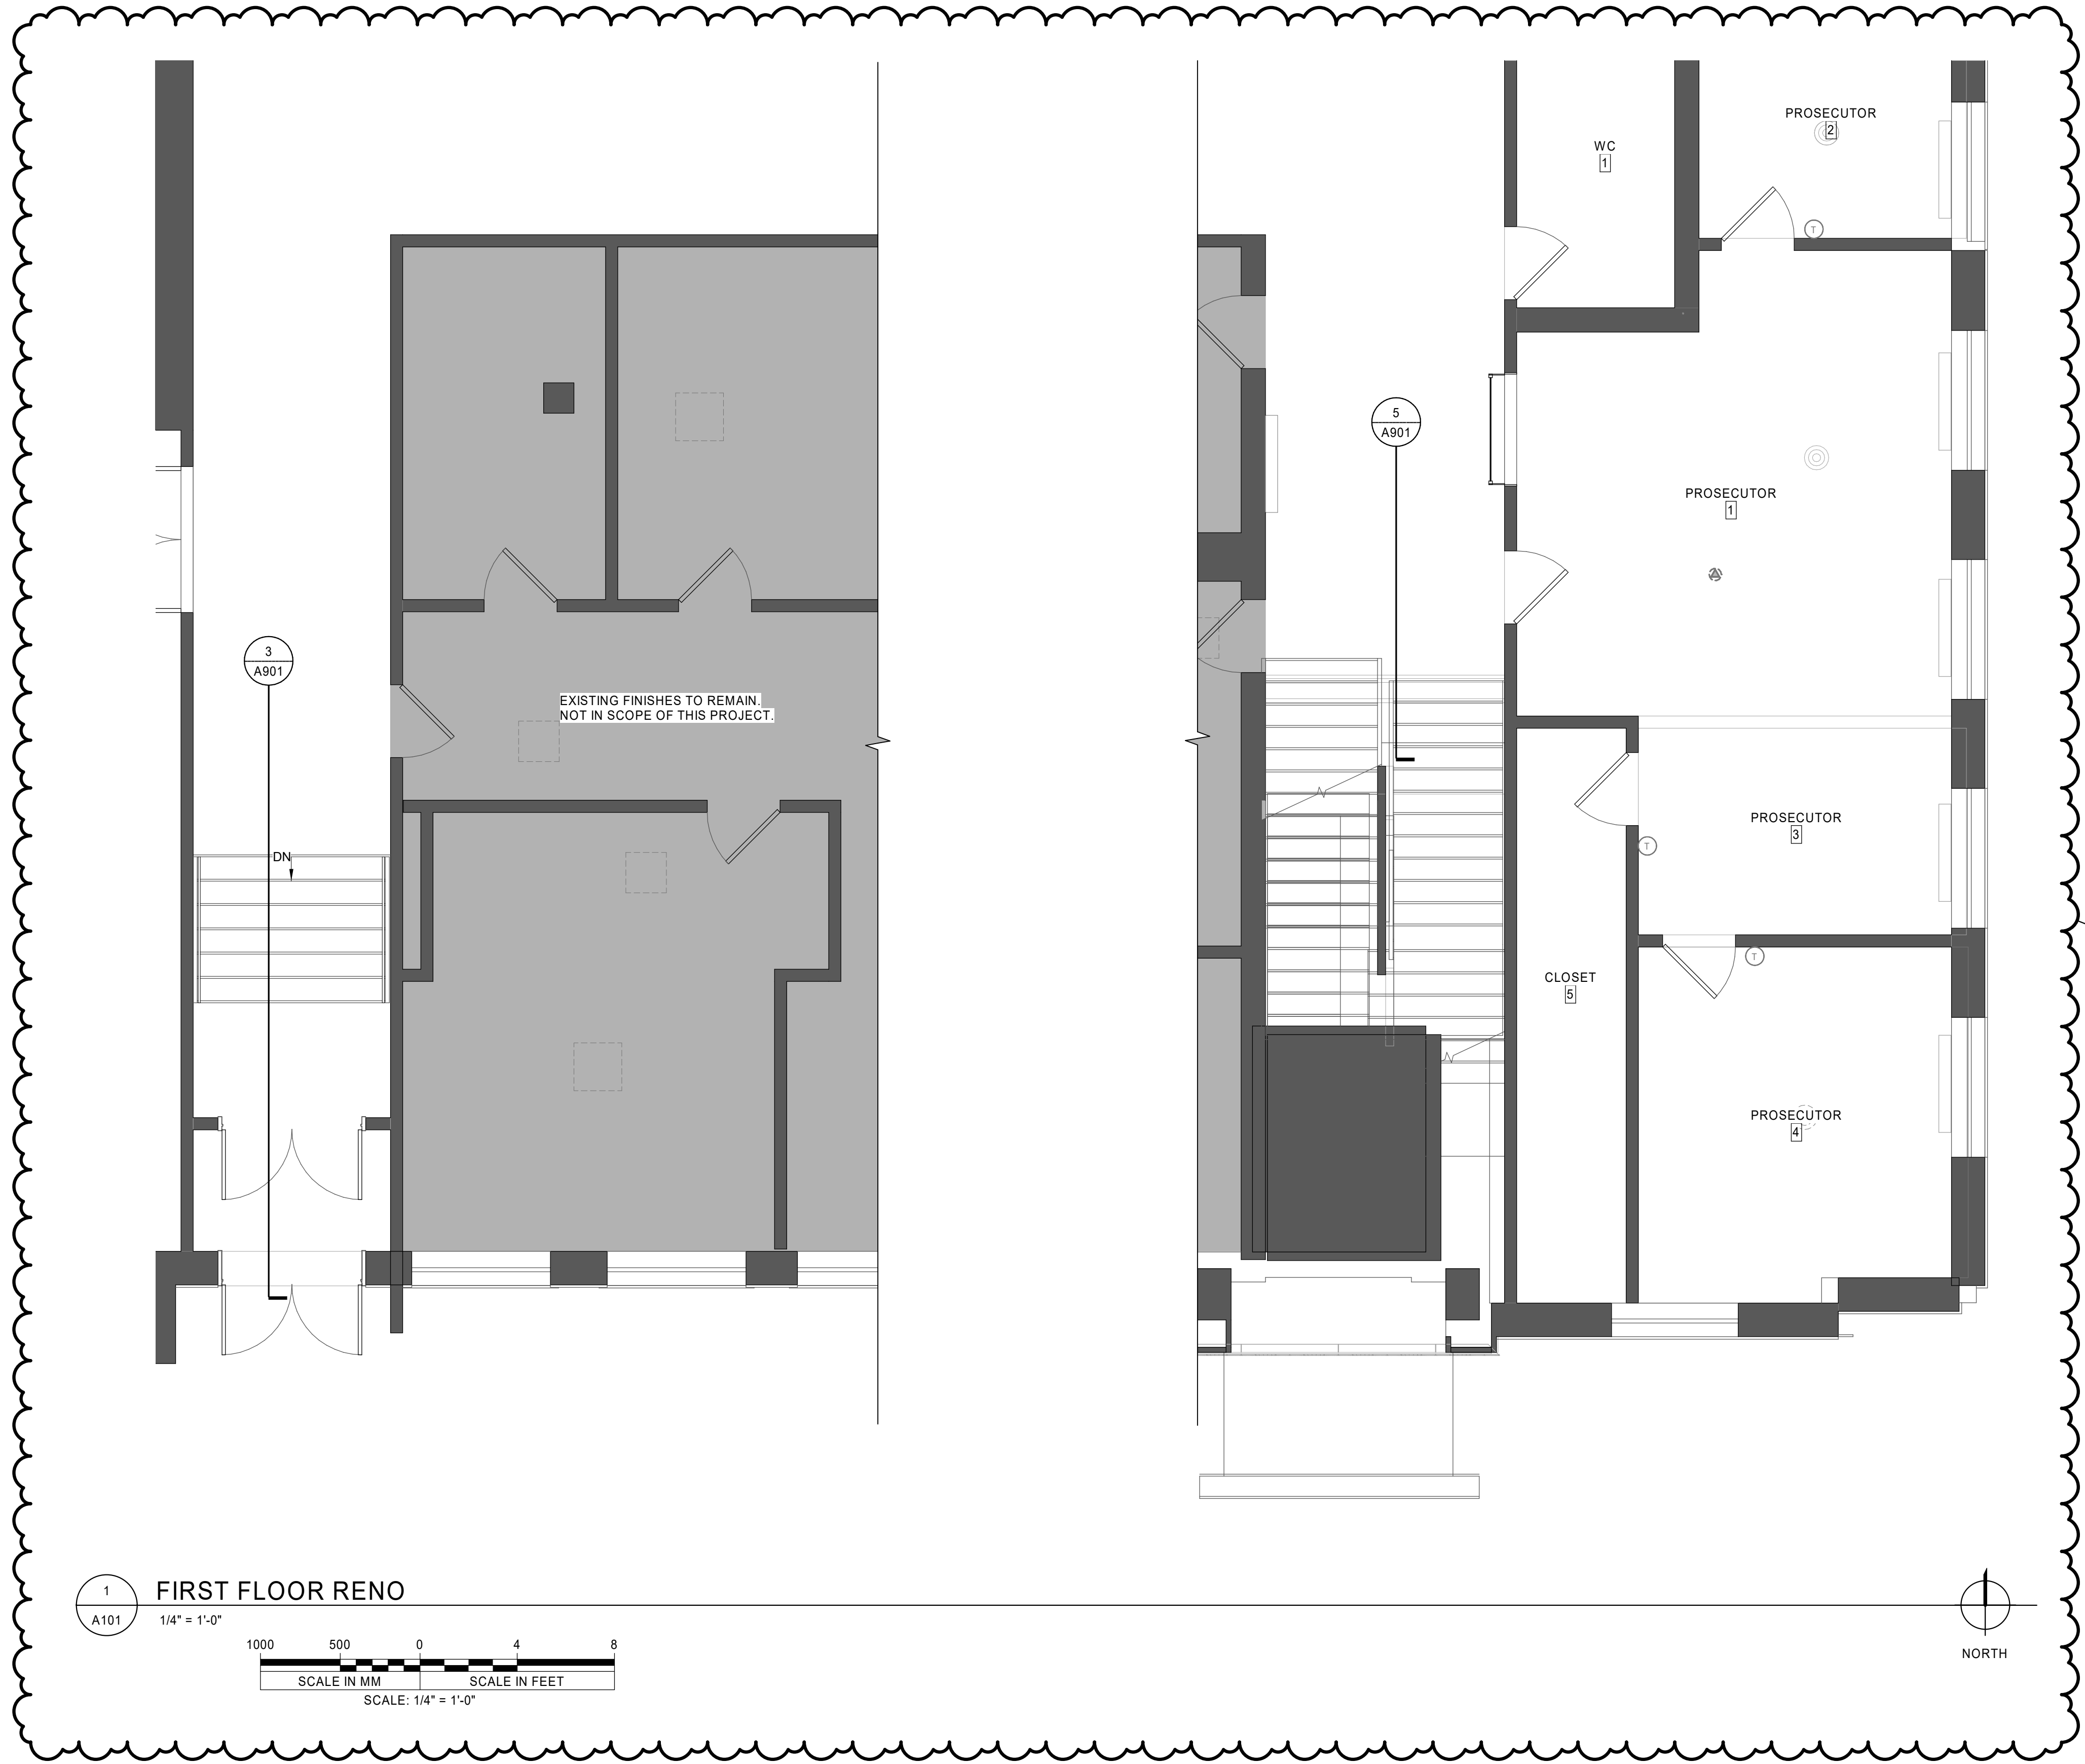 PROSECUTOR
2
WC
1
T
5
A901
PROSECUTOR
1
3
A901
EXISTING FINISHES TO REMAIN.
NOT IN SCOPE OF THIS PROJECT.
PROSECUTOR
3
T
DN
T
CLOSET
5
PROSECUTOR
4
1
A101
FIRST FLOOR RENO
1/4" = 1'-0"
1000 500 0 4 8
SCALE IN MM SCALE IN FEET
SCALE: 1/4" = 1'-0"
NORTH